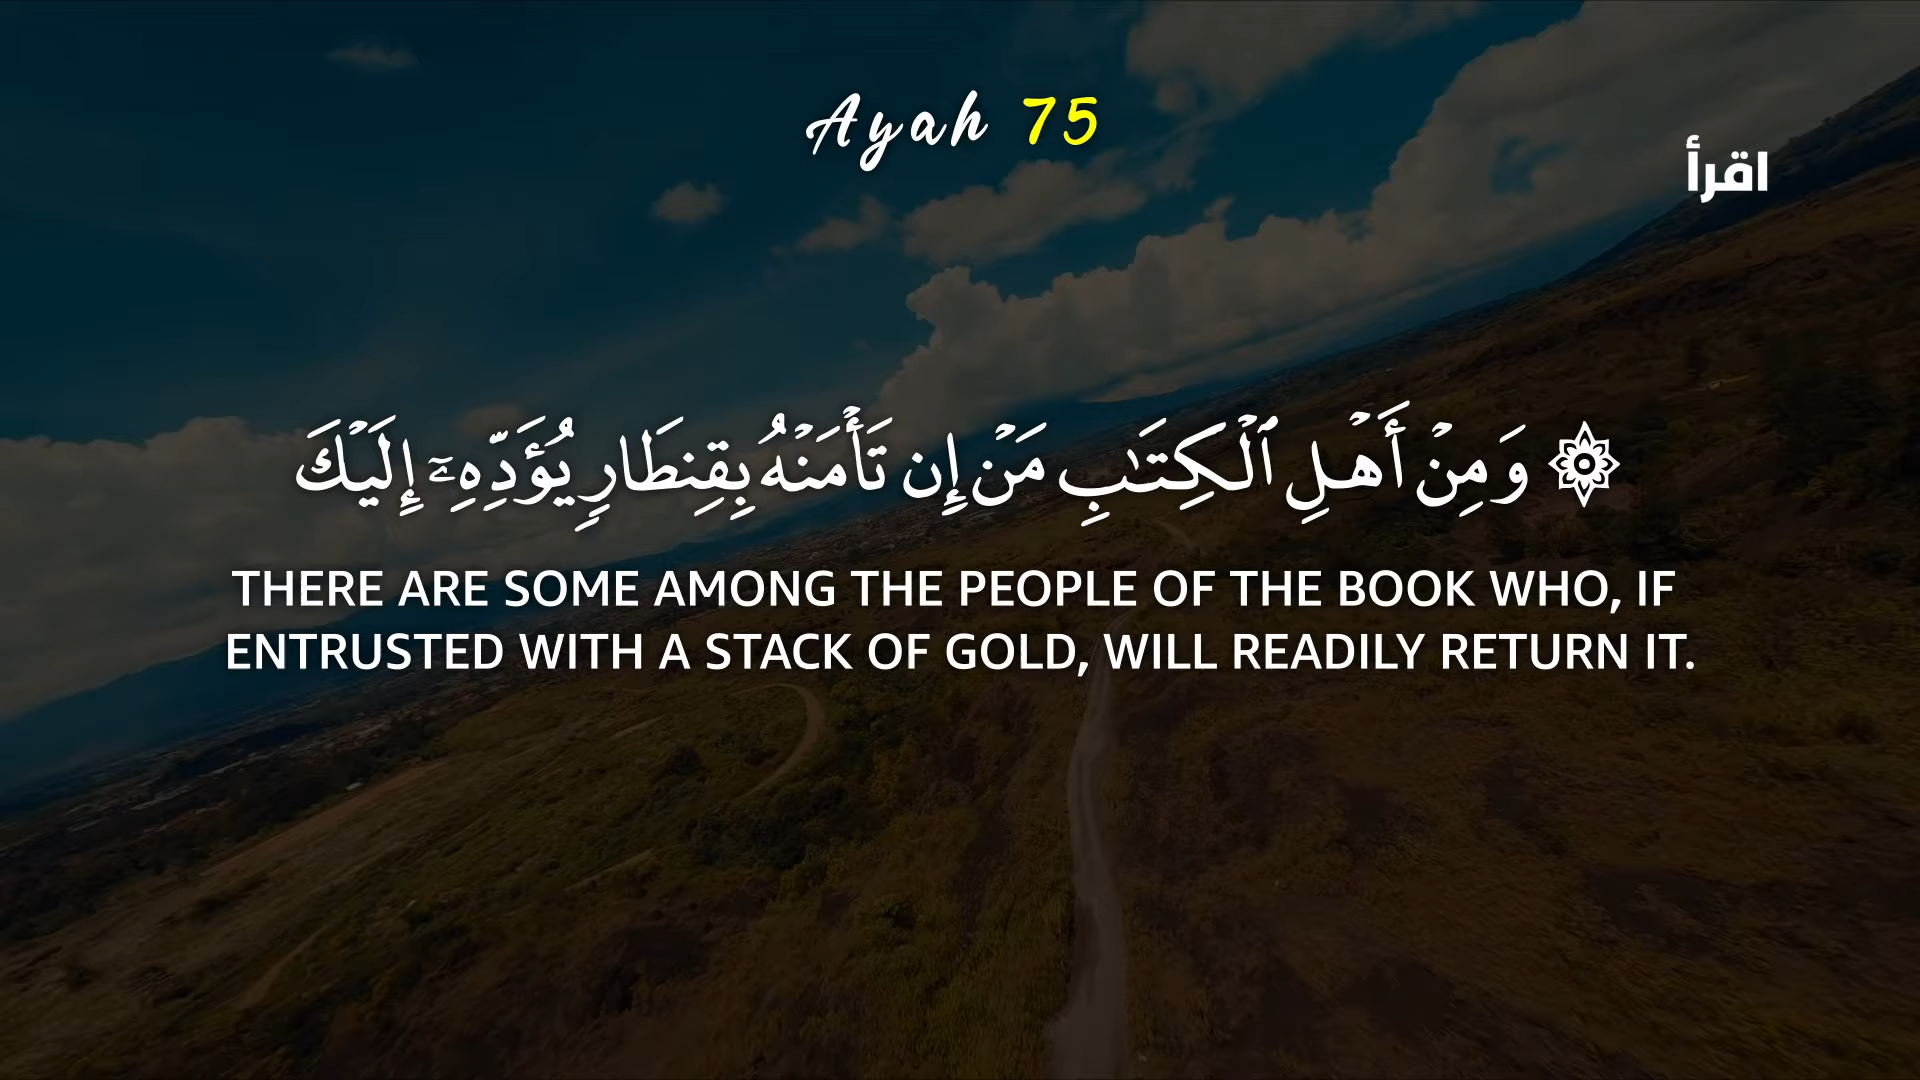 Ayah 75
اقرأ
۞ وَمِنْ أَهْلِ ٱلْكِتَـٰبِ مَنْ إِن تَأْمَنْهُ بِقِنطَارٍ يُؤَدِّهِۦٓ إِلَيْكَ
THERE ARE SOME AMONG THE PEOPLE OF THE BOOK WHO, IF
ENTRUSTED WITH A STACK OF GOLD, WILL READILY RETURN IT.